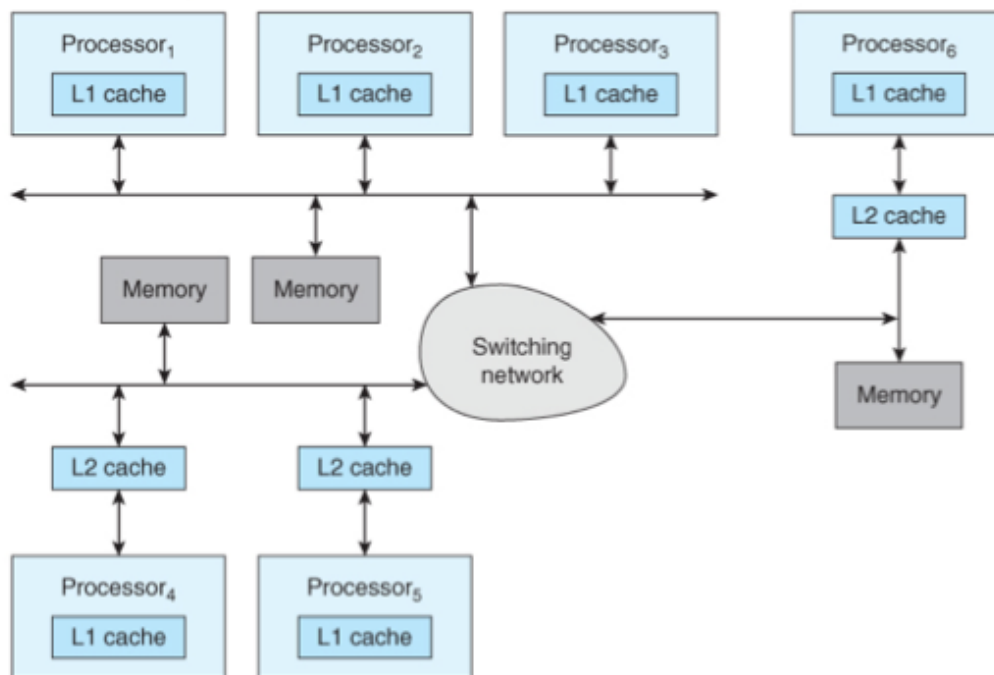 Processor₁
L1 cache
Processor₂
L1 cache
Processor₃
L1 cache
Processor₆
L1 cache
L2 cache
Memory
Memory
Switching
network
Memory
L2 cache
L2 cache
Processor₄
L1 cache
Processor₅
L1 cache